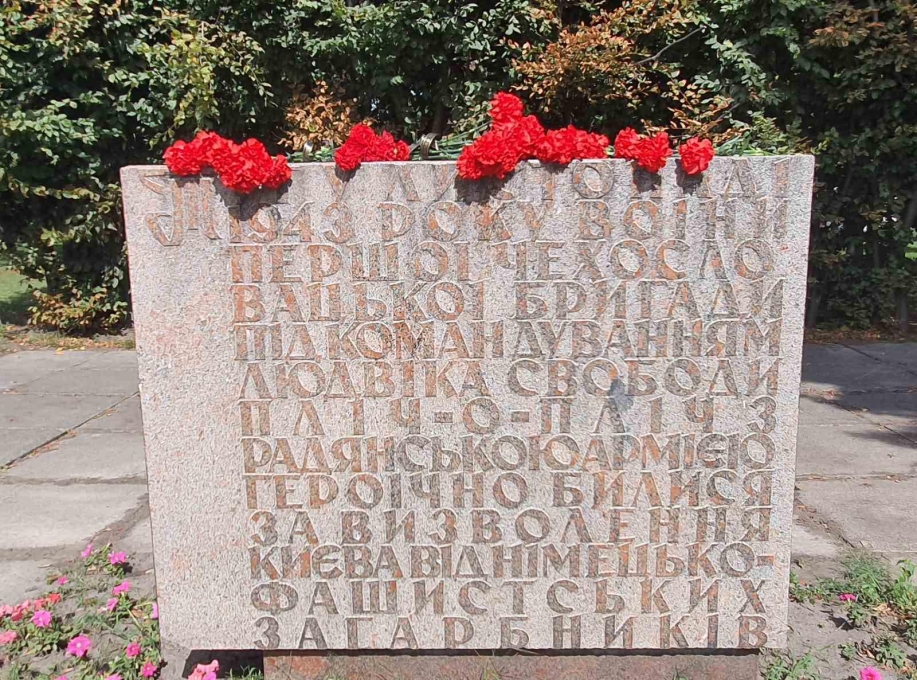 ТУТ У ЛИСТОПАДІ
1943 РОКУ ВОЇНИ
ПЕРШОЇ ЧЕХОСЛО
ВАЦЬКОЇ БРИГАДИ
ПІД КОМАНДУВАННЯМ
ЛЮДВІКА СВОБОДИ
ПЛІЧ-О-ПЛІЧ З
РАДЯНСЬКОЮ АРМІЄЮ
ГЕРОЇЧНО БИЛИСЯ
ЗА ВИЗВОЛЕННЯ
КИЄВА ВІД НІМЕЦЬКО-
ФАШИСТСЬКИХ
ЗАГАРБНИКІВ